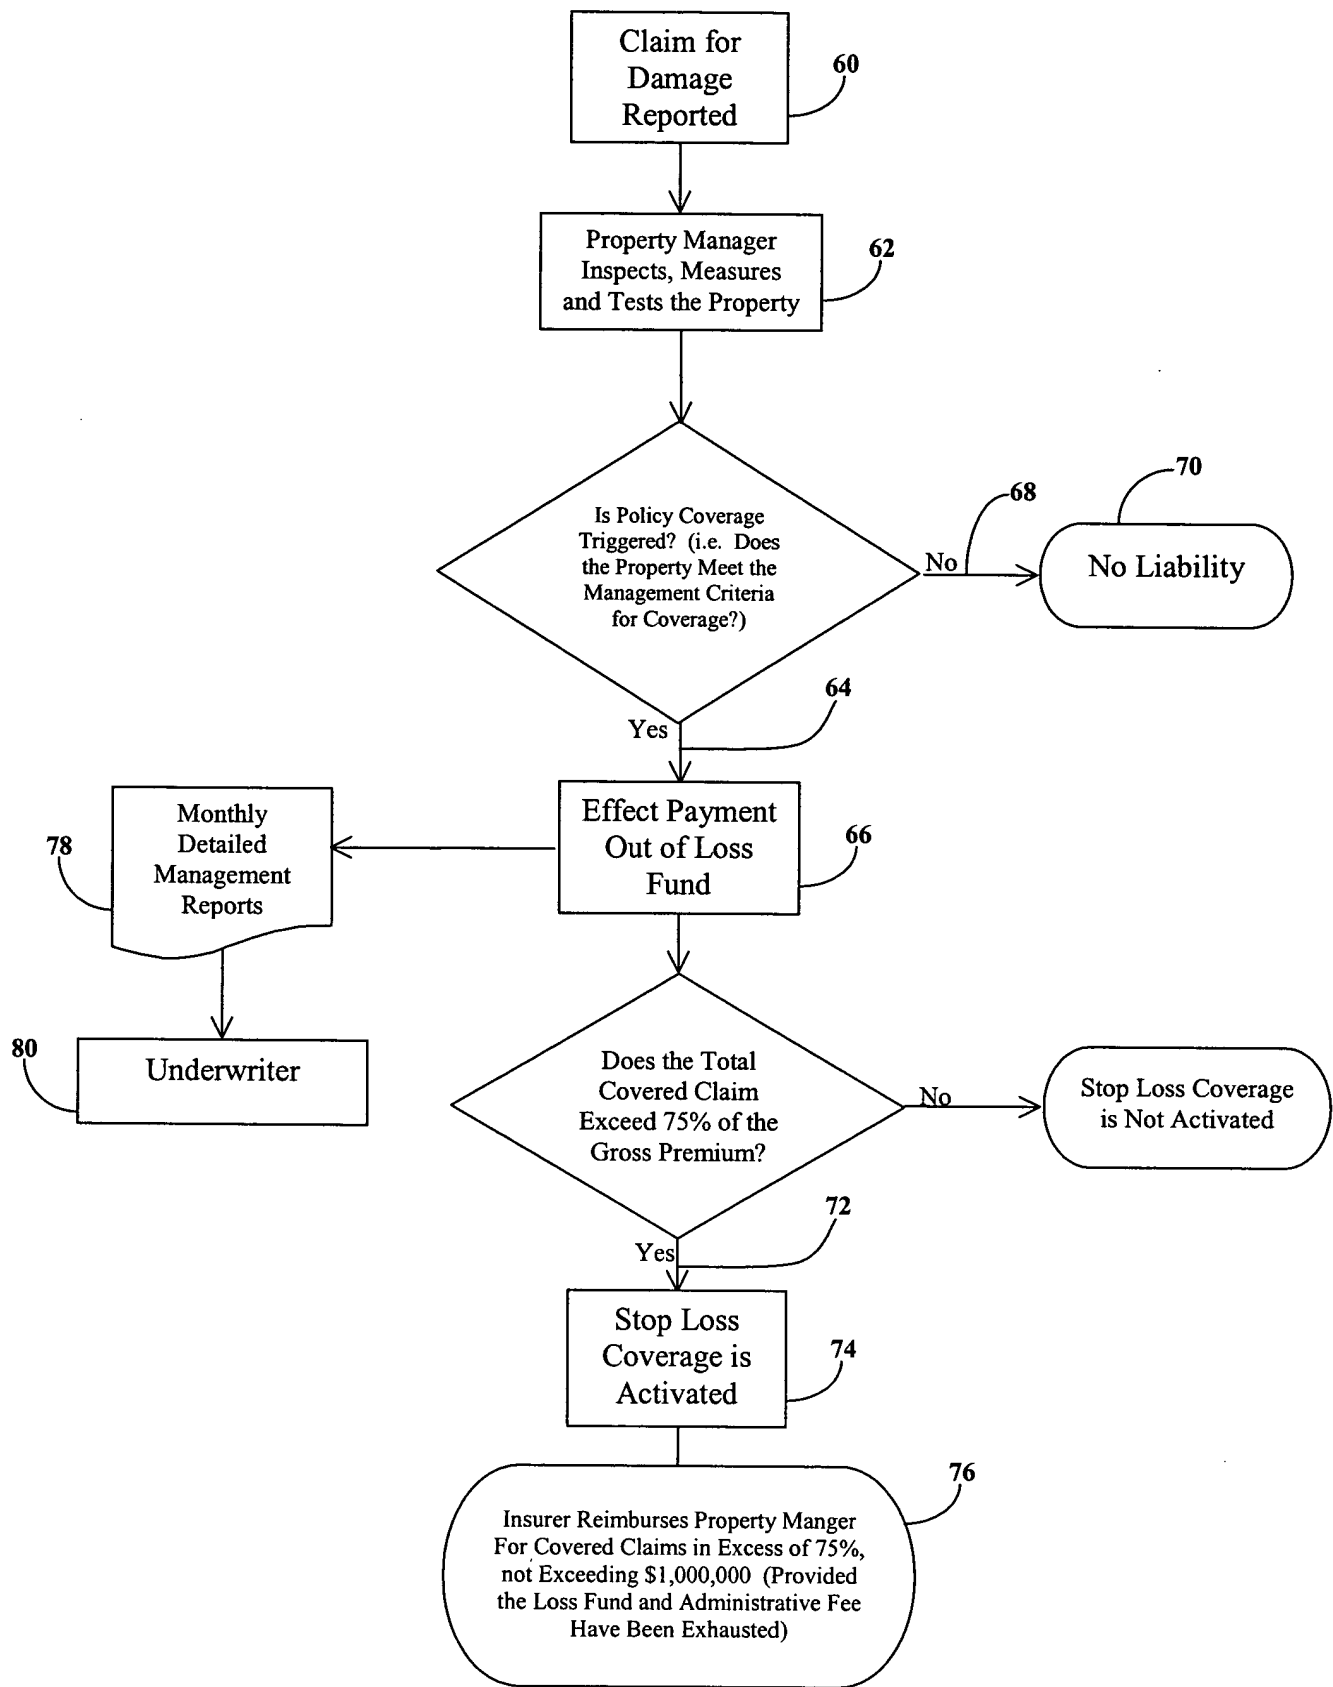 Claim for
Damage
Reported
60
Property Manager
Inspects, Measures
and Tests the Property
62
Is Policy Coverage
Triggered? (i.e. Does
the Property Meet the
Management Criteria
for Coverage?)
No
68
70
No Liability
64
Yes
Effect Payment
Out of Loss
Fund
66
Monthly
Detailed
Management
Reports
78
80
Underwriter
Does the Total
Covered Claim
Exceed 75% of the
Gross Premium?
No
Stop Loss Coverage
is Not Activated
72
Yes
Stop Loss
Coverage is
Activated
74
76
Insurer Reimburses Property Manger
For Covered Claims in Excess of 75%,
not Exceeding $1,000,000 (Provided
the Loss Fund and Administrative Fee
Have Been Exhausted)